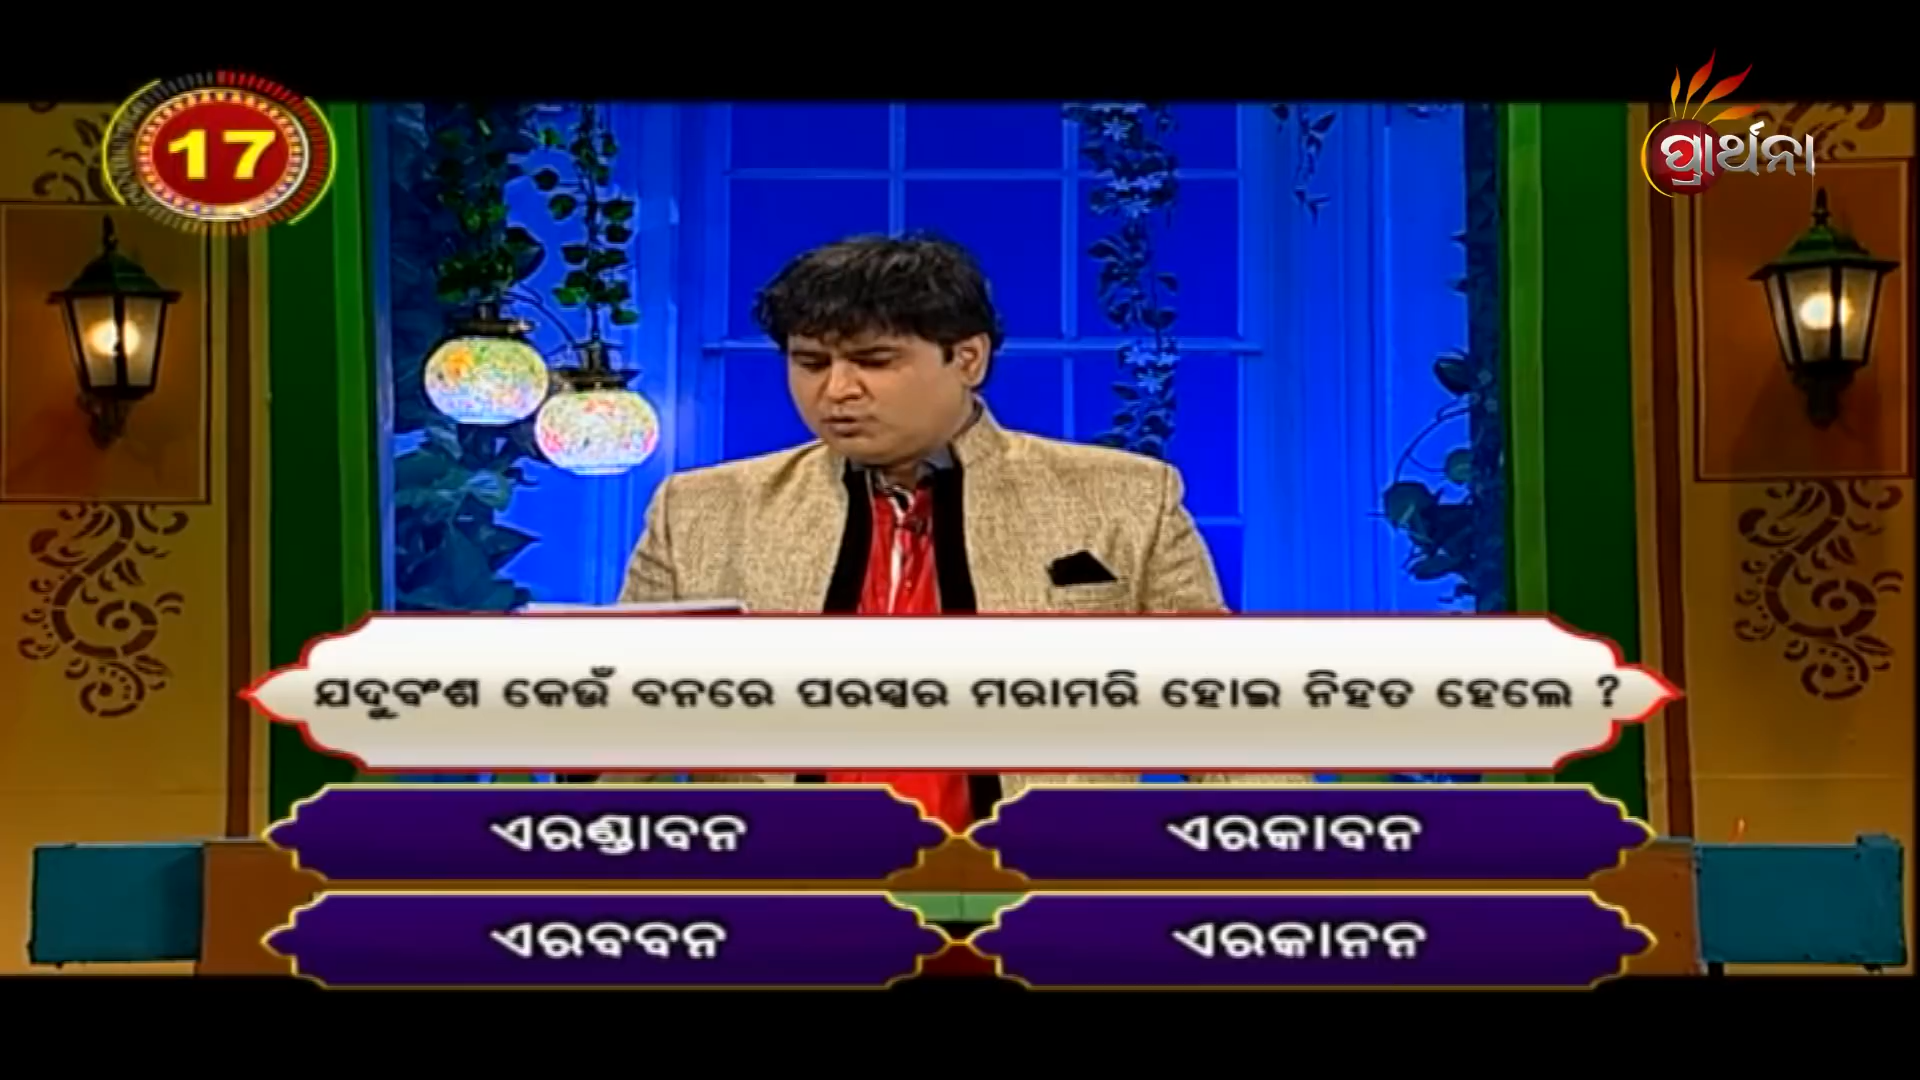 17
ପ୍ରାର୍ଥନା
ଯଦୁବଂଶ କେଉଁ ବନରେ ପରସ୍ପର ମରାମରି ହୋଇ ନିହତ ହେଲେ ?
ଏରଣ୍ଡାବନ
ଏରକାବନ
ଏରବବନ
ଏରକାନନ